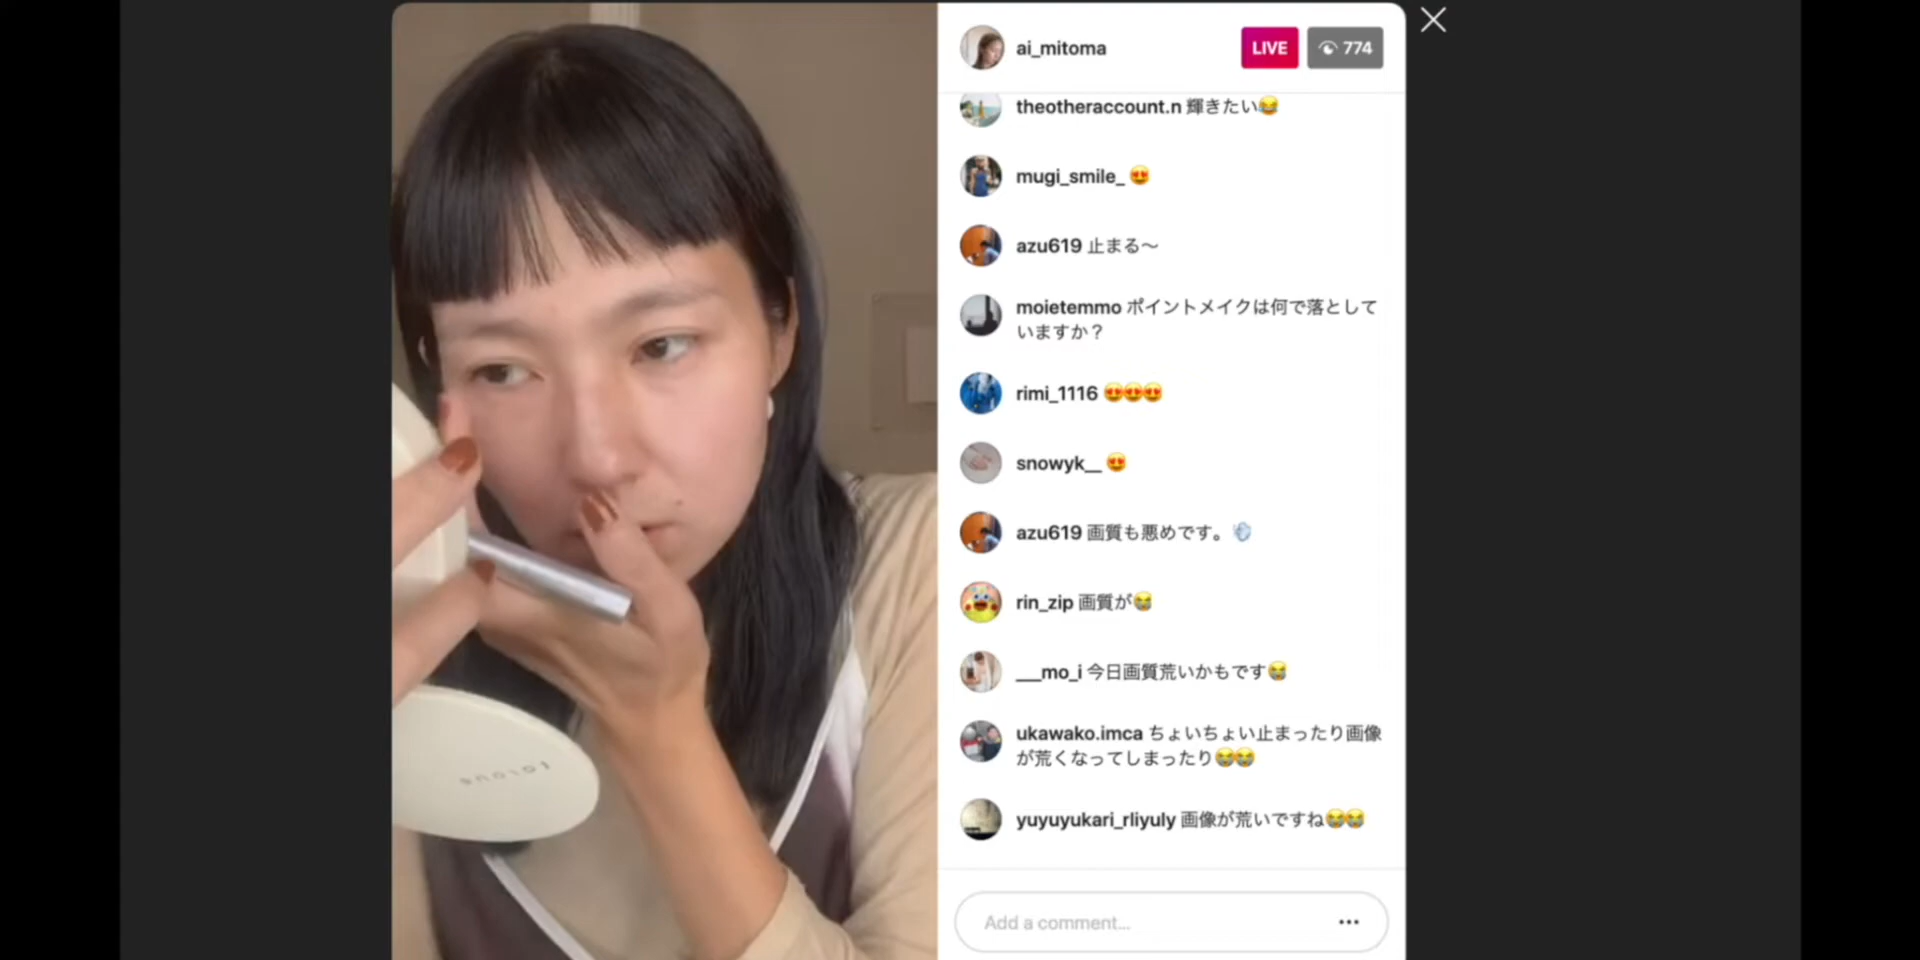 ai_mitoma
LIVE
774
theotheraccount.n 輝きたい😂
mugi_smile_ 😍
azu619 止まる〜
moietemmo ポイントメイクは何で落として
いますか？
rimi_1116 😍😍😍
snowyk__ 😍
azu619 画質も悪めです。
rin_zip 画質が😭
___mo_i 今日画質荒いかもです😭
ukawako.imca ちょいちょい止まったり画像
が荒くなってしまったり😭😭
yuyuyukari_rliyuly 画像が荒いですね😭😭
Add a comment...